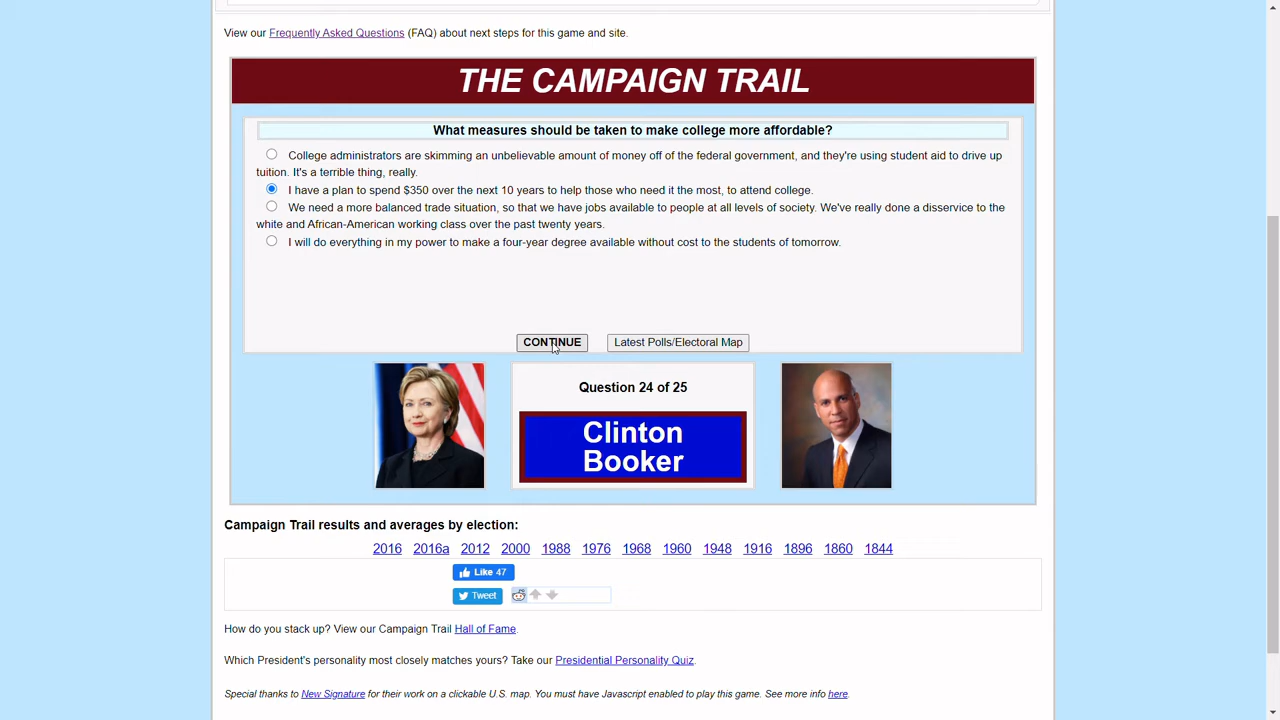 View our Frequently Asked Questions (FAQ) about next steps for this game and site.
THE CAMPAIGN TRAIL
What measures should be taken to make college more affordable?
College administrators are skimming an unbelievable amount of money off of the federal government, and they're using student aid to drive up
tuition. It's a terrible thing, really.
I have a plan to spend $350 over the next 10 years to help those who need it the most, to attend college.
We need a more balanced trade situation, so that we have jobs available to people at all levels of society. We've really done a disservice to the
white and African-American working class over the past twenty years.
I will do everything in my power to make a four-year degree available without cost to the students of tomorrow.
CONTINUE Latest Polls/Electoral Map
Question 24 of 25
Clinton
Booker
Campaign Trail results and averages by election:
2016 2016a 2012 2000 1988 1976 1968 1960 1948 1916 1896 1860 1844
Like 47
Tweet
How do you stack up? View our Campaign Trail Hall of Fame.
Which President's personality most closely matches yours? Take our Presidential Personality Quiz.
Special thanks to New Signature for their work on a clickable U.S. map. You must have Javascript enabled to play this game. See more info here.